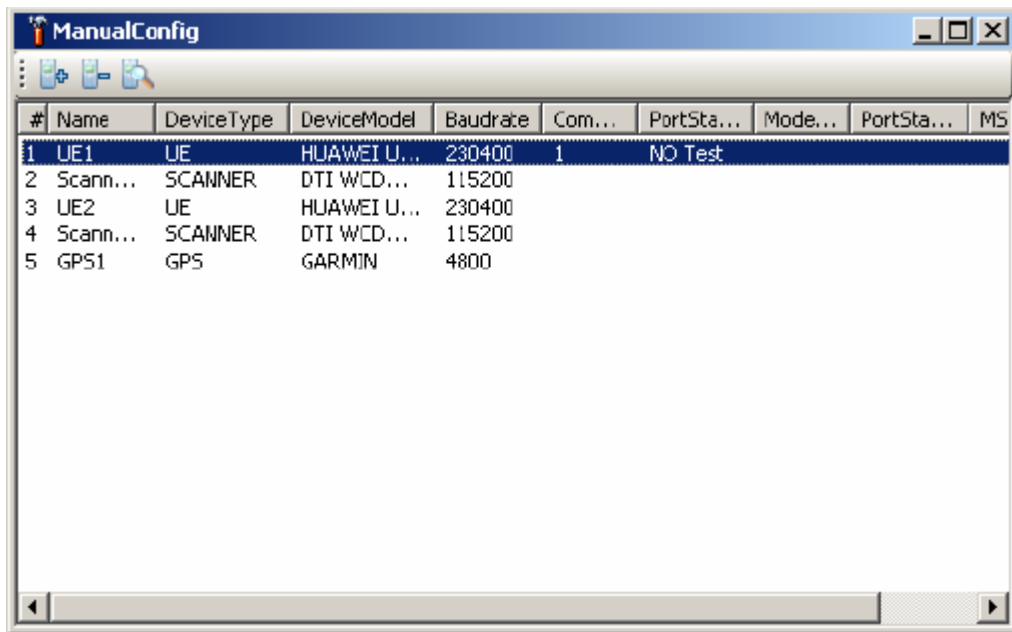 ManualConfig
# Name DeviceType DeviceModel Baudrate Com... PortSta... Mode... PortSta... MS
1 UE1 UE HUAWEI U... 230400 1 NO Test
2 Scann... SCANNER DTI WCD... 115200
3 UE2 UE HUAWEI U... 230400
4 Scann... SCANNER DTI WCD... 115200
5 GPS1 GPS GARMIN 4800